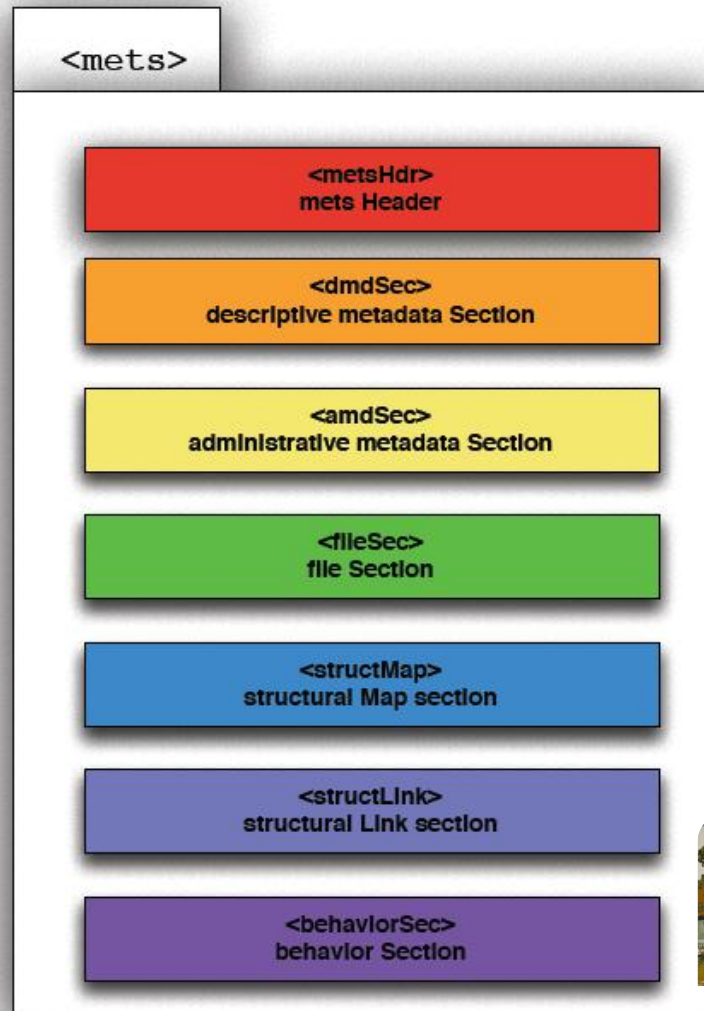 <mets>
<metsHdr>
mets Header
<dmdSec>
descriptive metadata Section
<amdSec>
administrative metadata Section
<fileSec>
file Section
<structMap>
structural Map section
<structLink>
structural Link section
<behaviorSec>
behavior Section